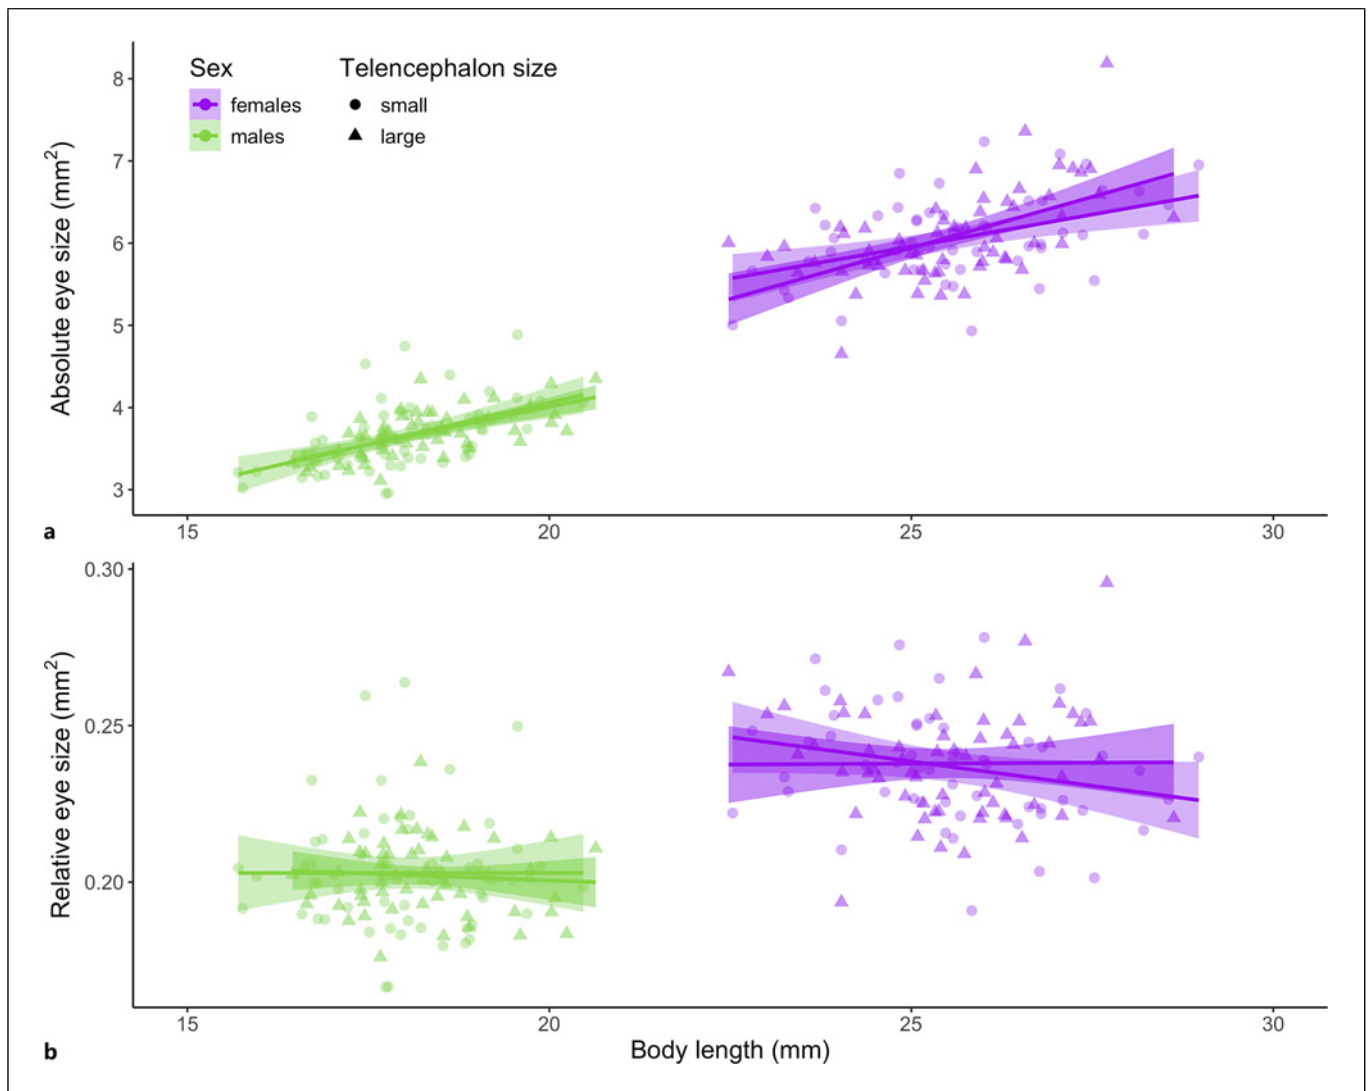 Sex
Telencephalon size
females
small
males
large
Absolute eye size (mm²)
8
7
6
5
4
3
15
20
25
30
a
Relative eye size (mm²)
0.30
0.25
0.20
15
20
25
30
Body length (mm)
b